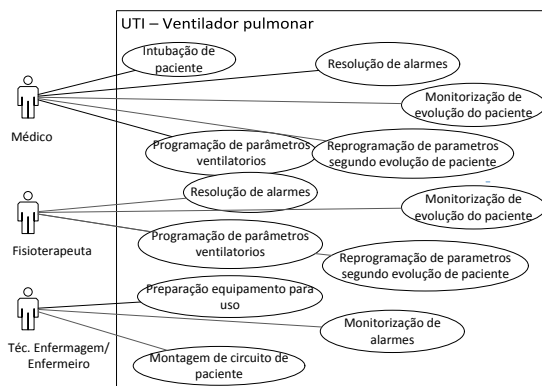 UTI – Ventilador pulmonar
Intubação de
paciente
Resolução de alarmes
Monitorização de
evolução do paciente
Médico
Programação de parâmetros
ventilatorios
Reprogramação de parametros
segundo evolução de paciente
Resolução de alarmes
Monitorização de
evolução do paciente
Fisioterapeuta
Programação de parâmetros
ventilatorios
Reprogramação de parametros
segundo evolução de paciente
Preparação equipamento para
uso
Monitorização de
alarmes
Téc. Enfermagem/
Enfermeiro
Montagem de circuito de
paciente